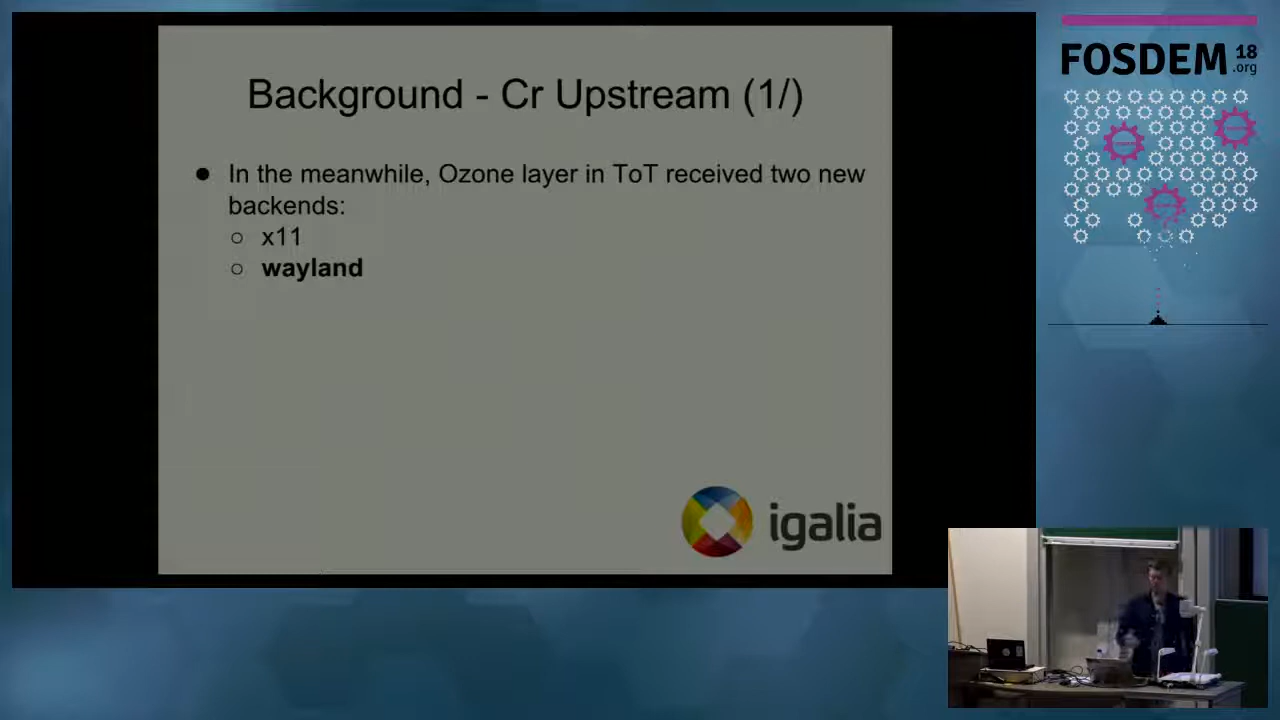 Background - Cr Upstream (1/)
● In the meanwhile, Ozone layer in ToT received two new
backends:
○ x11
○ wayland
igalia
FOSDEM 18
.org